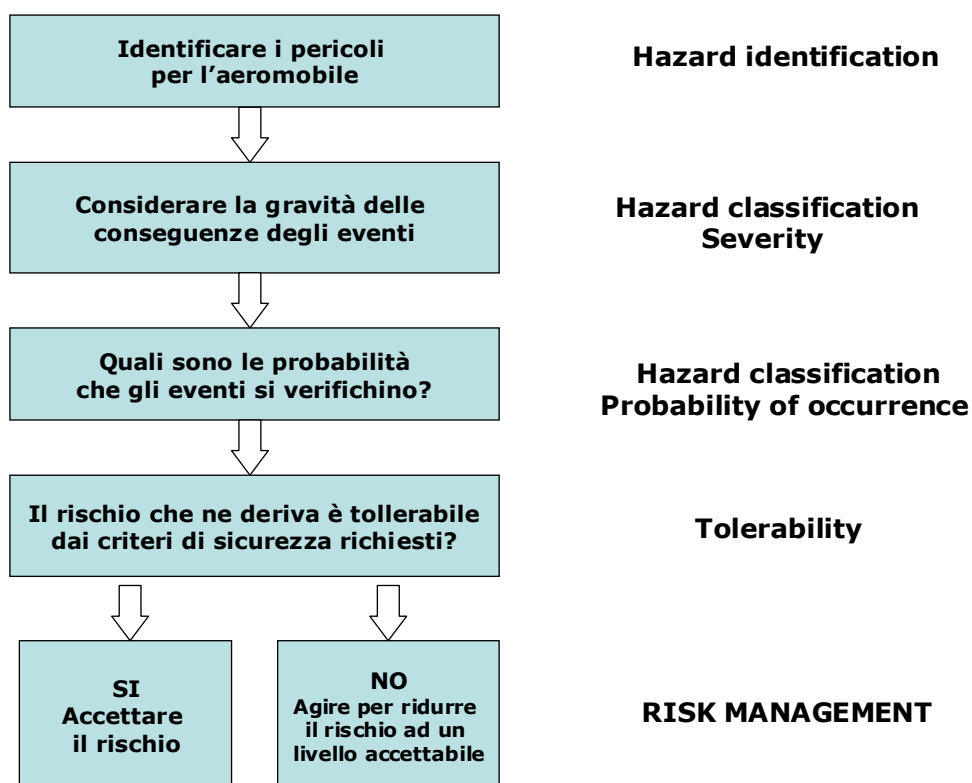 Identificare i pericoli
per l'aeromobile
Hazard identification
Considerare la gravità delle
conseguenze degli eventi
Hazard classification
Severity
Quali sono le probabilità
che gli eventi si verifichino?
Hazard classification
Probability of occurrence
Il rischio che ne deriva è tollerabile
dai criteri di sicurezza richiesti?
Tolerability
SI
Accettare
il rischio
NO
Agire per ridurre
il rischio ad un
livello accettabile
RISK MANAGEMENT